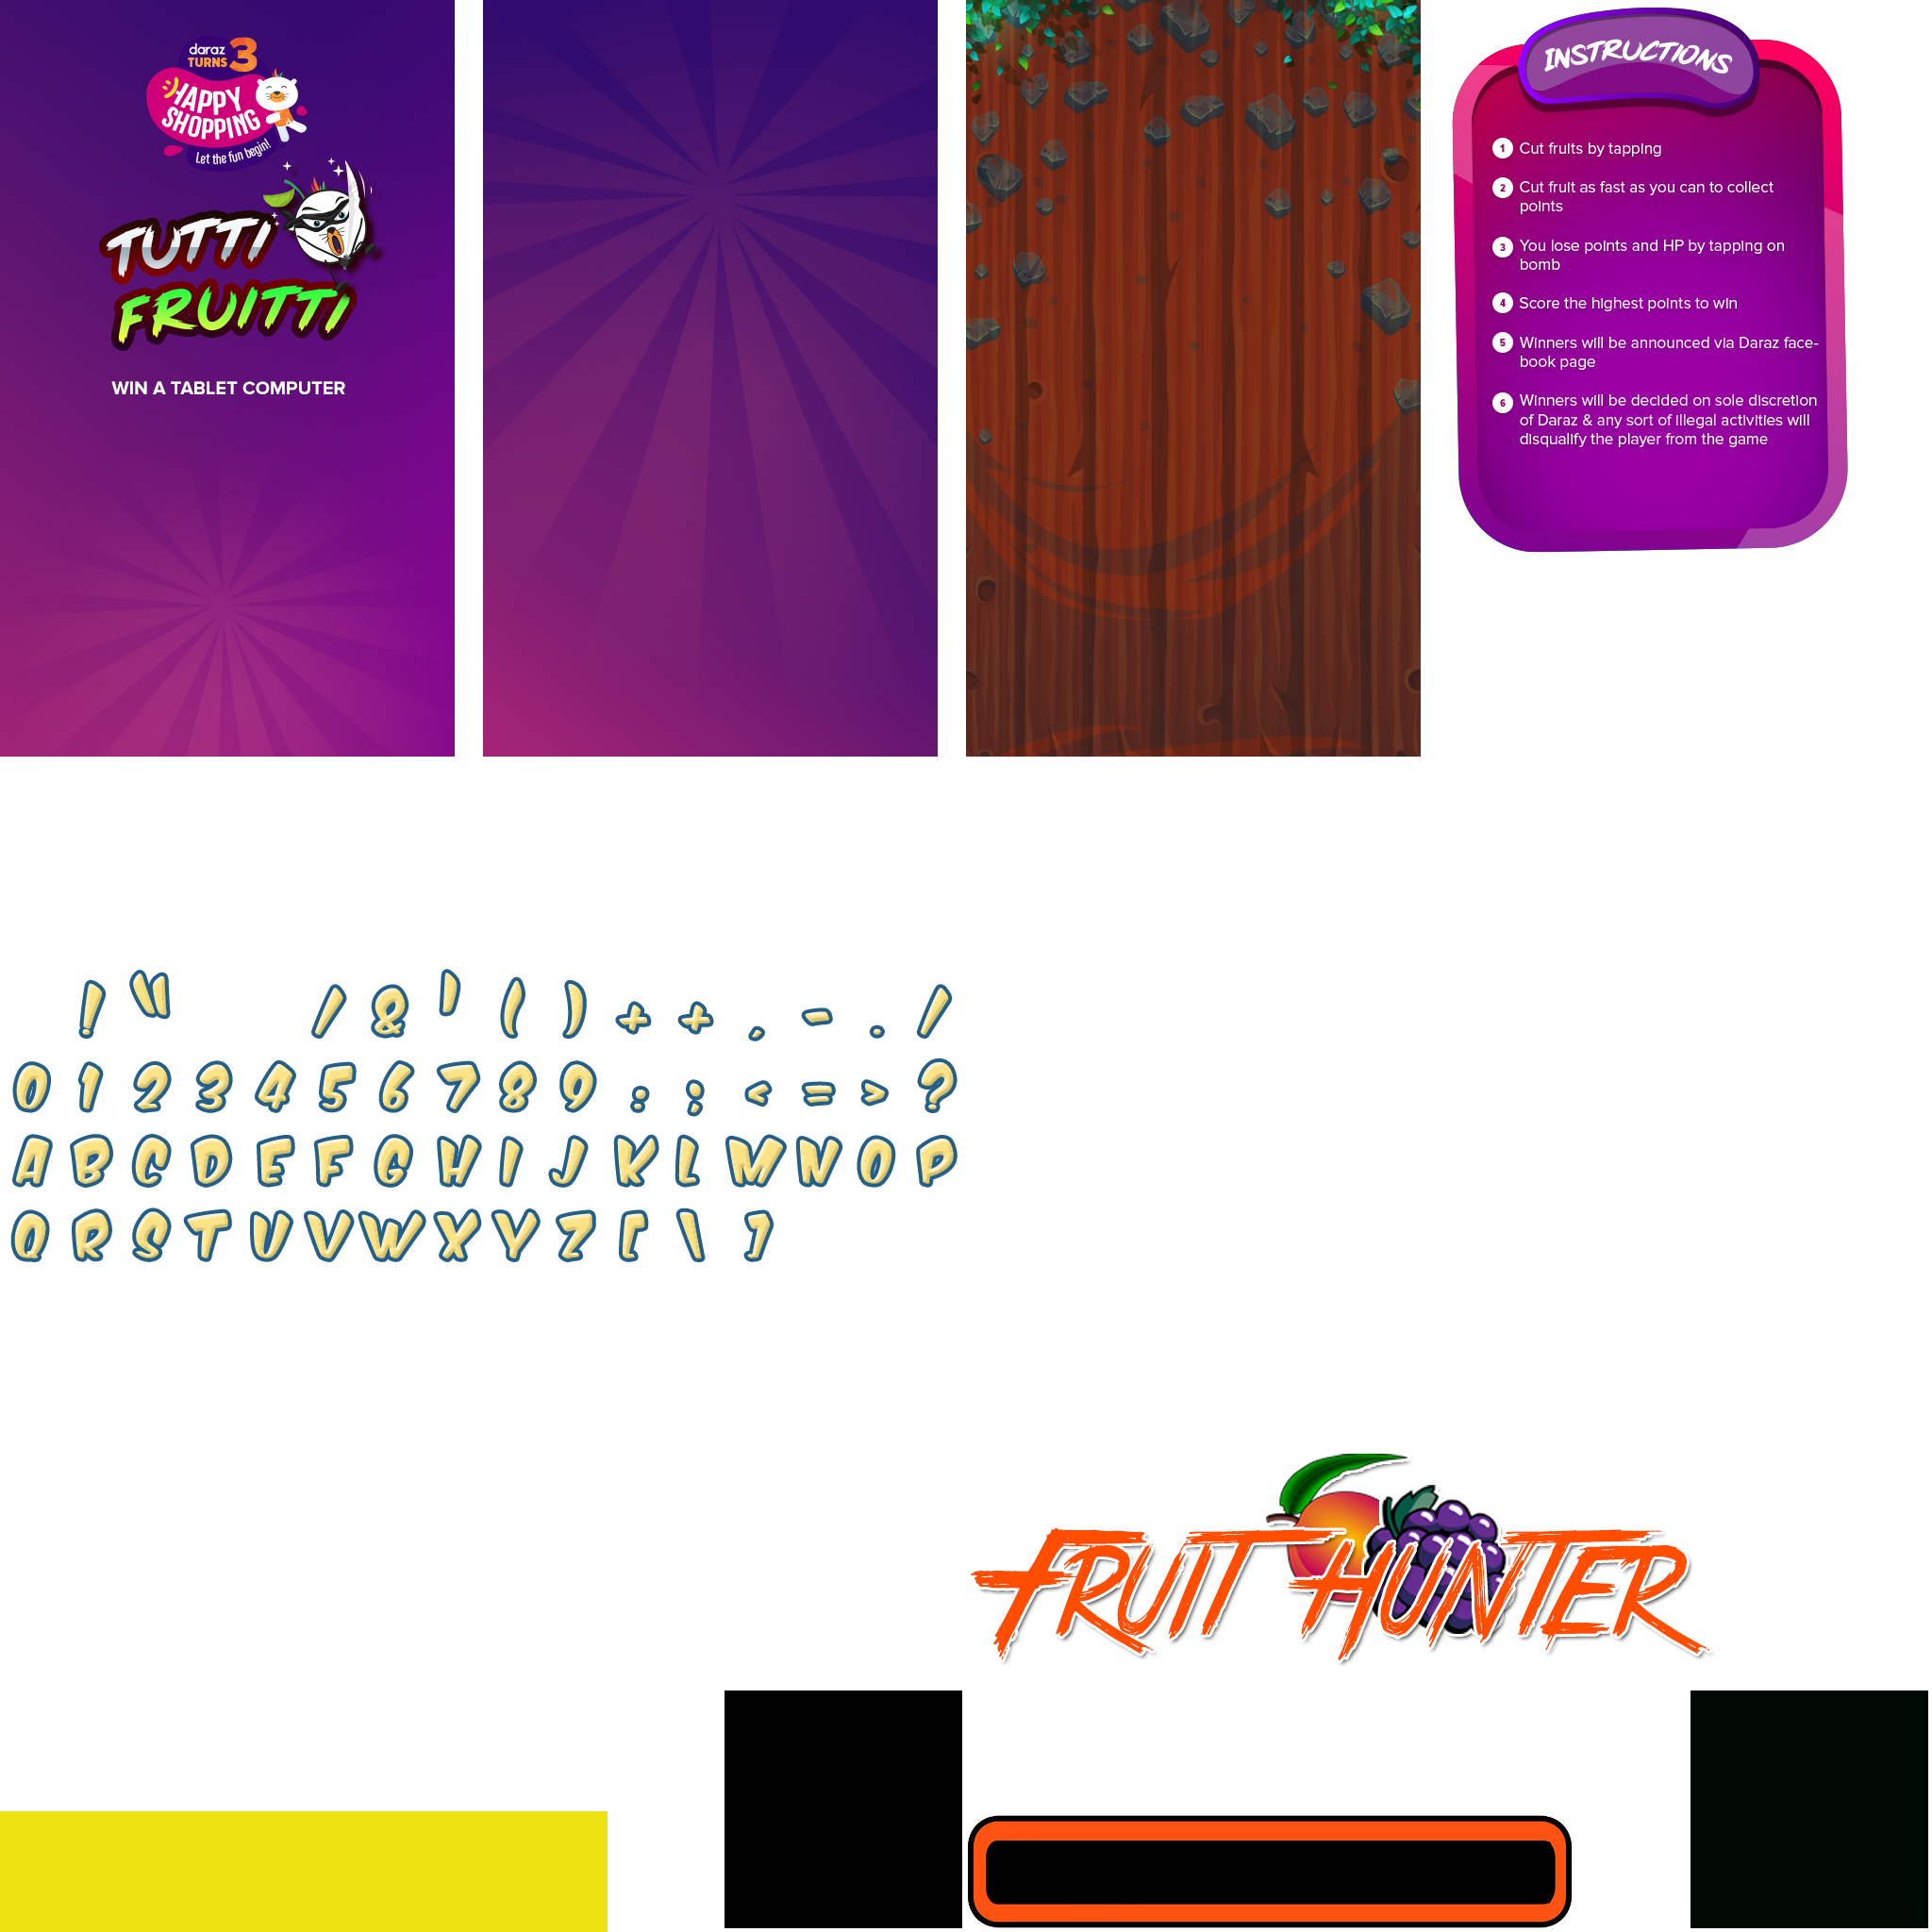 daraz
TURNS 3
HAPPY
SHOPPING
Let the fun begin!
TUTTI
FRUITTI
WIN A TABLET COMPUTER
INSTRUCTIONS
1 Cut fruits by tapping
2 Cut fruit as fast as you can to collect
points
3 You lose points and HP by tapping on
bomb
4 Score the highest points to win
5 Winners will be announced via Daraz face-
book page
6 Winners will be decided on sole discretion
of Daraz & any sort of illegal activities will
disqualify the player from the game
! " / & ' ( ) + + , - . /
0 1 2 3 4 5 6 7 8 9 : ; < = > ?
A B C D E F G H I J K L M N O P
Q R S T U V W X Y Z [ \ ]
FRUIT HUNTER